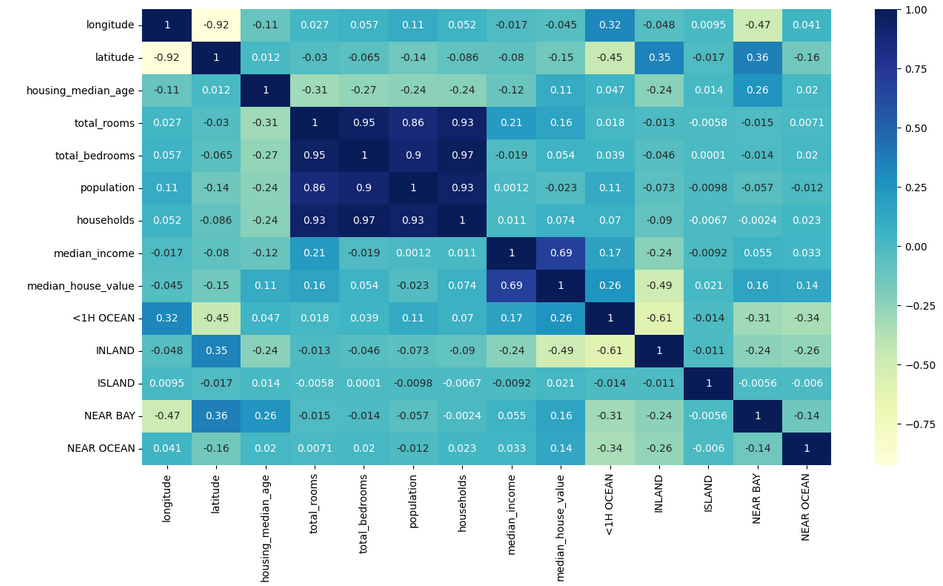 longitude 1 -0.92 -0.11 0.027 0.057 0.11 0.052 -0.017 -0.045 0.32 -0.048 0.0095 -0.47 0.041
latitude -0.92 1 0.012 -0.03 -0.065 -0.14 -0.086 -0.08 -0.15 -0.45 0.35 -0.017 0.36 -0.16
housing_median_age -0.11 0.012 1 -0.31 -0.27 -0.24 -0.24 -0.12 0.11 0.047 -0.24 0.014 0.26 0.02
total_rooms 0.027 -0.03 -0.31 1 0.95 0.86 0.93 0.21 0.16 0.018 -0.013 -0.0058 -0.015 0.0071
total_bedrooms 0.057 -0.065 -0.27 0.95 1 0.9 0.97 -0.019 0.054 0.039 -0.046 0.0001 -0.014 0.02
population 0.11 -0.14 -0.24 0.86 0.9 1 0.93 0.0012 -0.023 0.11 -0.073 -0.0098 -0.057 -0.012
households 0.052 -0.086 -0.24 0.93 0.97 0.93 1 0.011 0.074 0.07 -0.09 -0.0067 -0.0024 0.023
median_income -0.017 -0.08 -0.12 0.21 -0.019 0.0012 0.011 1 0.69 0.17 -0.24 -0.0092 0.055 0.033
median_house_value -0.045 -0.15 0.11 0.16 0.054 -0.023 0.074 0.69 1 0.26 -0.49 0.021 0.16 0.14
<1H OCEAN 0.32 -0.45 0.047 0.018 0.039 0.11 0.07 0.17 0.26 1 -0.61 -0.014 -0.31 -0.34
INLAND -0.048 0.35 -0.24 -0.013 -0.046 -0.073 -0.09 -0.24 -0.49 -0.61 1 -0.011 -0.24 -0.26
ISLAND 0.0095 -0.017 0.014 -0.0058 0.0001 -0.0098 -0.0067 -0.0092 0.021 -0.014 -0.011 1 -0.0056 -0.006
NEAR BAY -0.47 0.36 0.26 -0.015 -0.014 -0.057 -0.0024 0.055 0.16 -0.31 -0.24 -0.0056 1 -0.14
NEAR OCEAN 0.041 -0.16 0.02 0.0071 0.02 -0.012 0.023 0.033 0.14 -0.34 -0.26 -0.006 -0.14 1
longitude
latitude
housing_median_age
total_rooms
total_bedrooms
population
households
median_income
median_house_value
<1H OCEAN
INLAND
ISLAND
NEAR BAY
NEAR OCEAN
1.00
0.75
0.50
0.25
0.00
−0.25
−0.50
−0.75